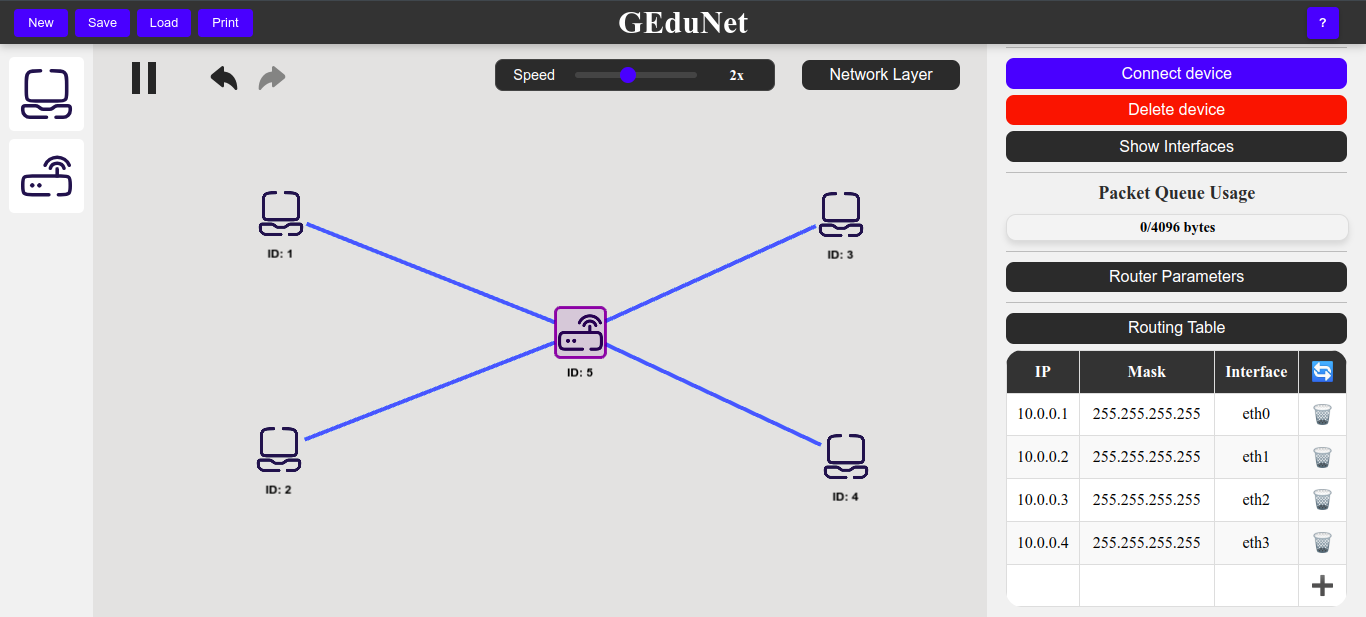 New Save Load Print GEduNet ?
Speed 2x Network Layer
ID: 1
ID: 3
ID: 5
ID: 2
ID: 4
Connect device
Delete device
Show Interfaces
Packet Queue Usage
0/4096 bytes
Router Parameters
Routing Table
IP Mask Interface
10.0.0.1 255.255.255.255 eth0
10.0.0.2 255.255.255.255 eth1
10.0.0.3 255.255.255.255 eth2
10.0.0.4 255.255.255.255 eth3